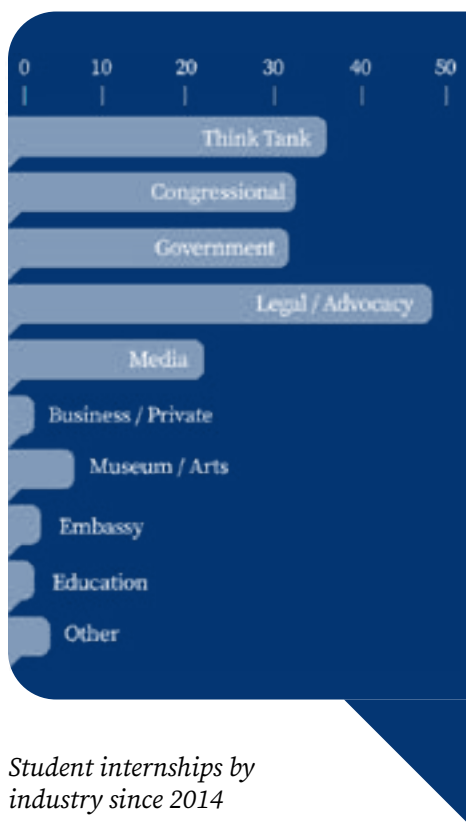 0 10 20 30 40 50
Think Tank
Congressional
Government
Legal / Advocacy
Media
Business / Private
Museum / Arts
Embassy
Education
Other
Student internships by
industry since 2014